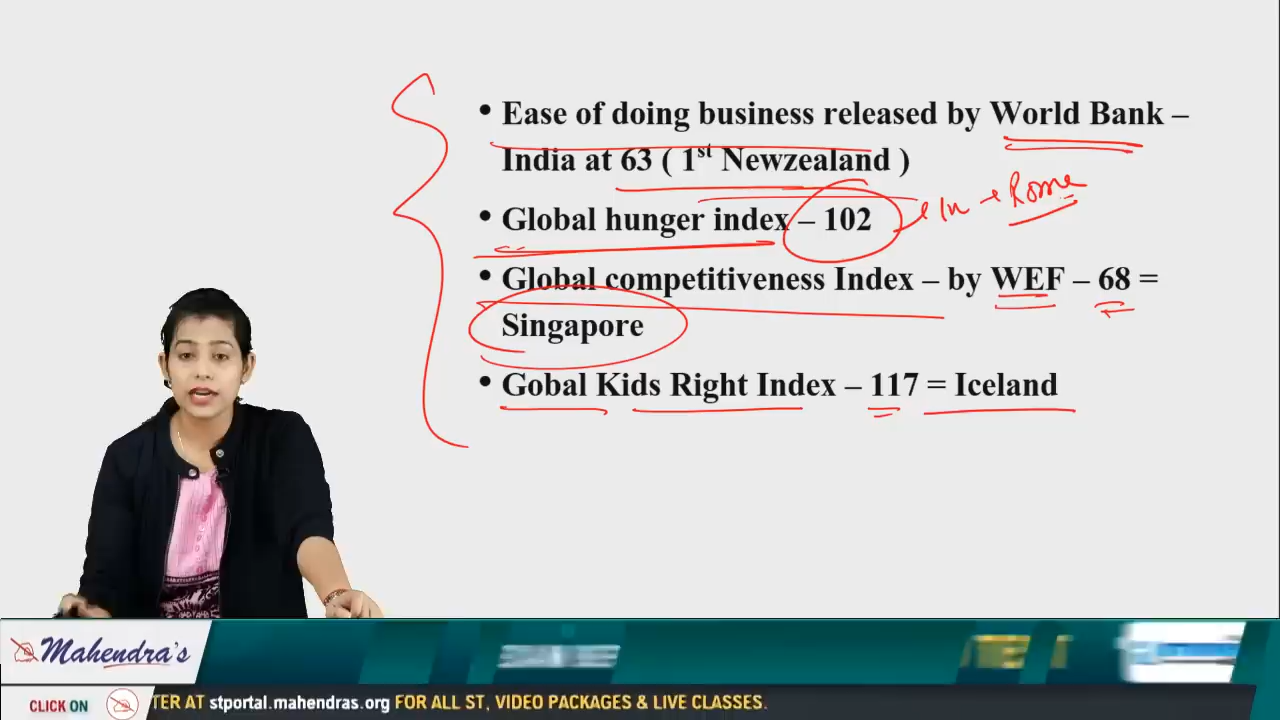 • Ease of doing business released by World Bank –
India at 63 ( 1st Newzealand )
• Global hunger index – 102
In → Rome
• Global competitiveness Index – by WEF – 68 =
Singapore
• Gobal Kids Right Index – 117 = Iceland
Mahendra's
CLICK ON
TER AT stportal.mahendras.org FOR ALL ST, VIDEO PACKAGES & LIVE CLASSES.